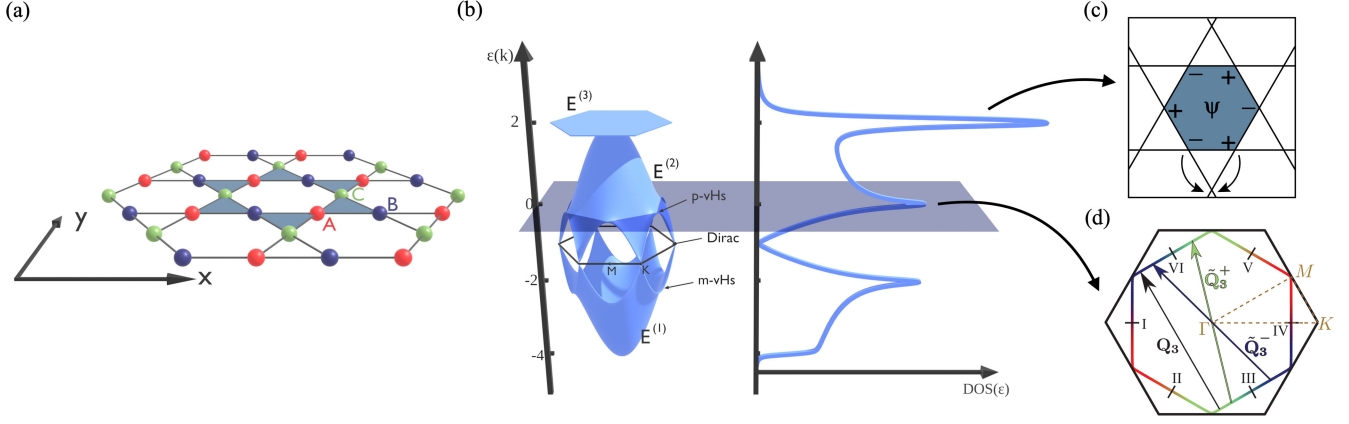 (a)
y
x
A
B
C
(b)
ε(k)
2
0
-2
-4
E⁽³⁾
E⁽²⁾
p-vHs
Dirac
M
K
m-vHs
E⁽¹⁾
DOS(ε)
(c)
− +
+ ψ −
− +
(d)
VI
Q̃₃⁺
V
M
I
Γ
IV
K
Q₃
Q̃₃⁻
II
III